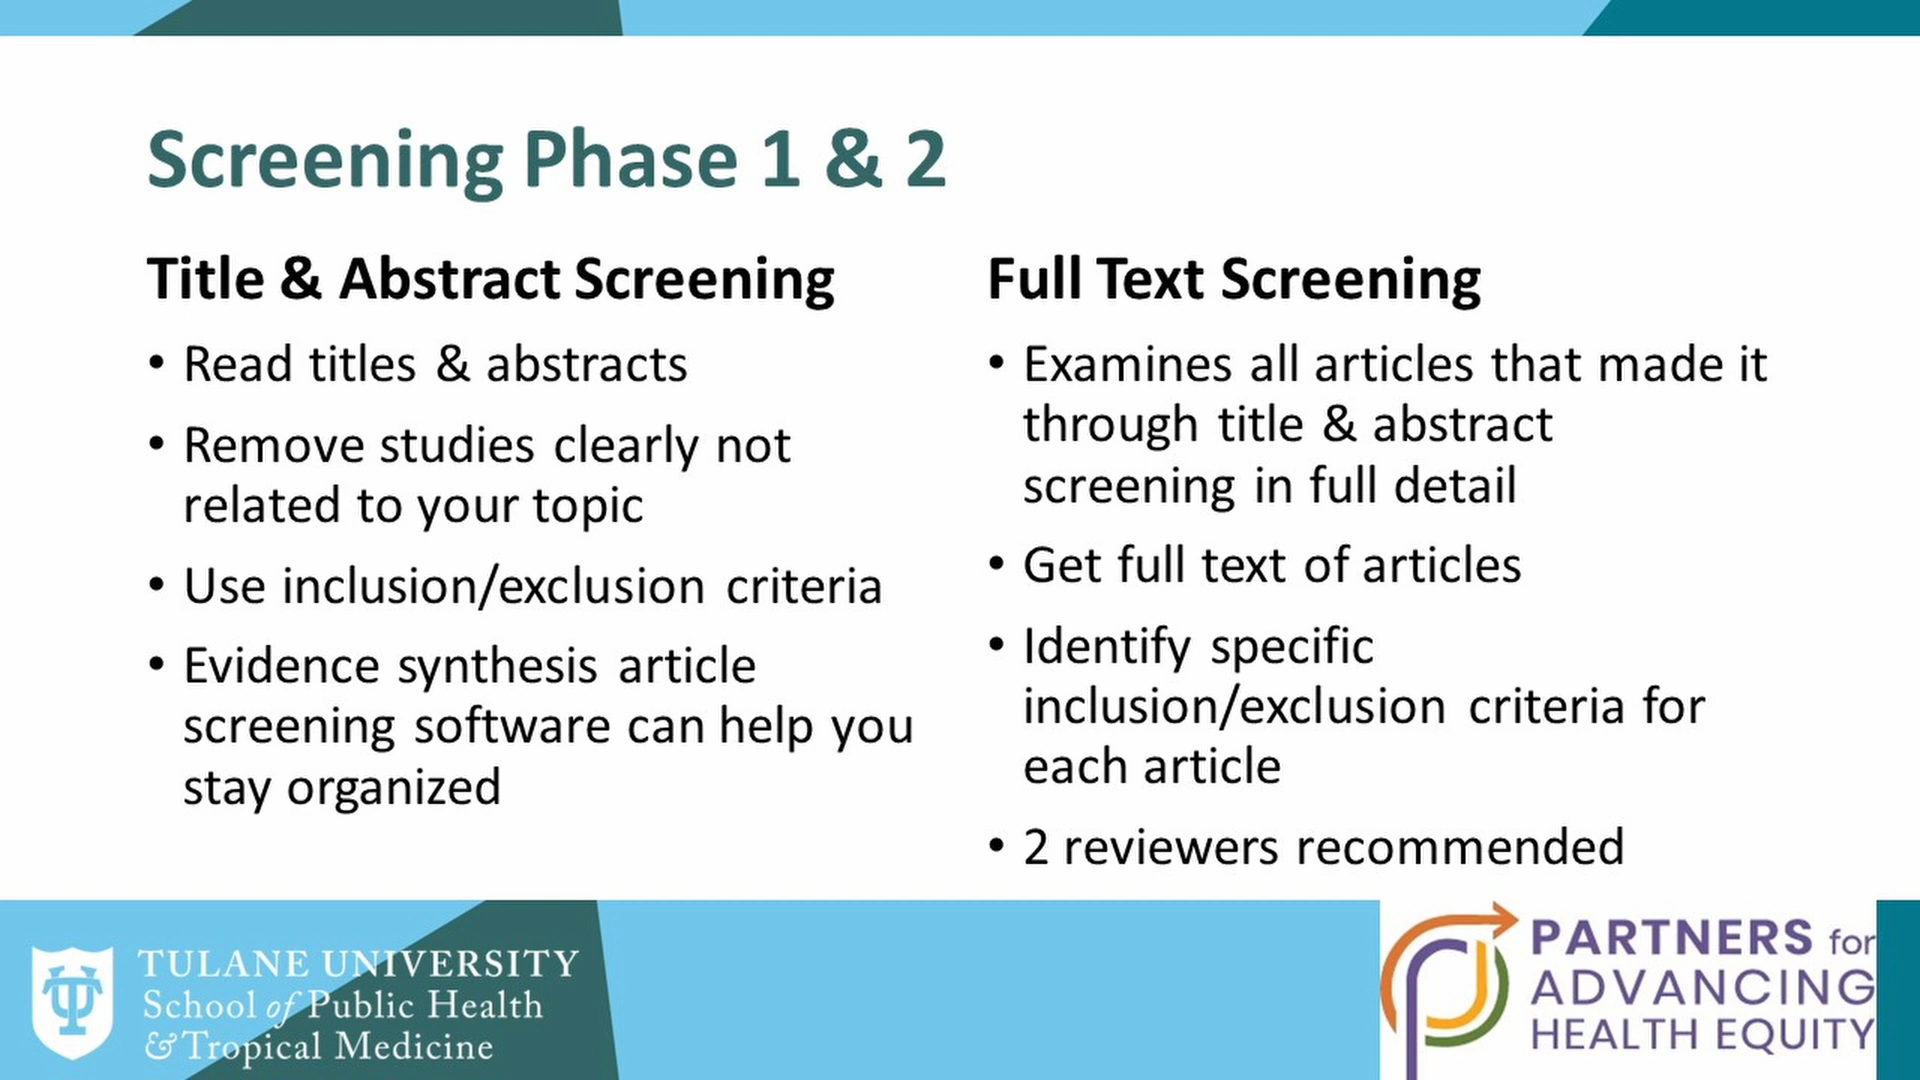 Screening Phase 1 & 2
Title & Abstract Screening
• Read titles & abstracts
• Remove studies clearly not
related to your topic
• Use inclusion/exclusion criteria
• Evidence synthesis article
screening software can help you
stay organized
Full Text Screening
• Examines all articles that made it
through title & abstract
screening in full detail
• Get full text of articles
• Identify specific
inclusion/exclusion criteria for
each article
• 2 reviewers recommended
TULANE UNIVERSITY
School of Public Health
& Tropical Medicine
PARTNERS for
ADVANCING
HEALTH EQUITY